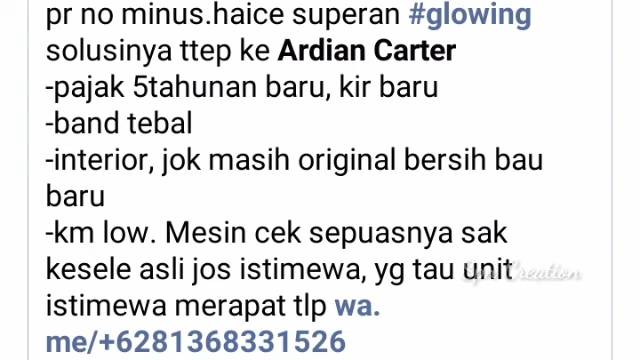 pr no minus.haice superan #glowing
solusinya ttep ke Ardian Carter
-pajak 5tahunan baru, kir baru
-band tebal
-interior, jok masih original bersih bau
baru
-km low. Mesin cek sepuasnya sak
kesele asli jos istimewa, yg tau unit
istimewa merapat tlp wa.
me/+6281368331526
Creation